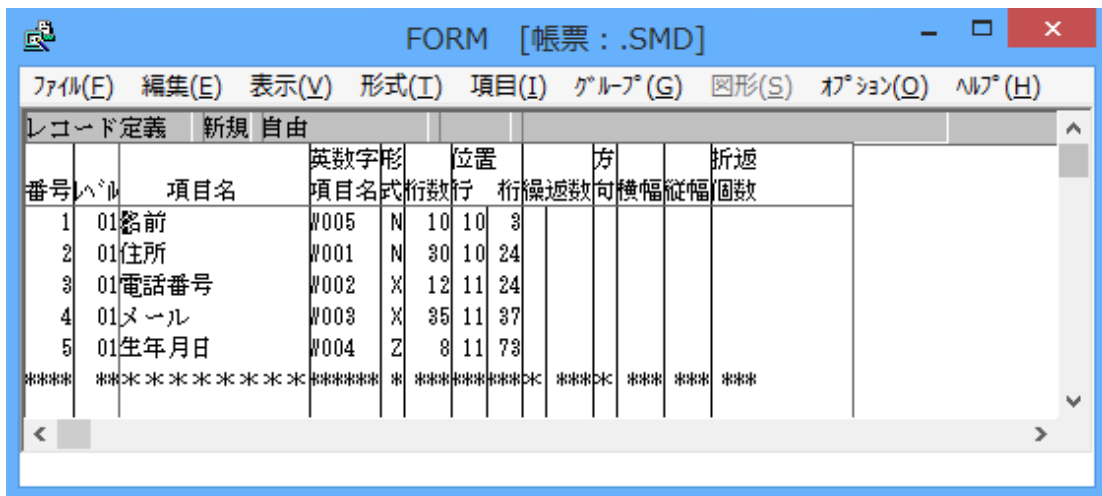 FORM [帳票：.SMD]
ﾌｧｲﾙ(F) 編集(E) 表示(V) 形式(T) 項目(I) ｸﾞﾙｰﾌﾟ(G) 図形(S) ｵﾌﾟｼｮﾝ(O) ﾍﾙﾌﾟ(H)
レコード定義 新規 自由
英数字 形 位置 方 折返
番号 ﾚﾍﾞﾙ 項目名 項目名 式 桁数 行 桁 繰返数 向 横幅 縦幅 個数
1 01 名前 W005 N 10 10 3
2 01 住所 W001 N 30 10 24
3 01 電話番号 W002 X 12 11 24
4 01 メール W003 X 35 11 37
5 01 生年月日 W004 Z 8 11 73
**** ** ＊＊＊＊＊＊＊＊ ****** * *** *** *** ＊ *** ＊ *** *** ***